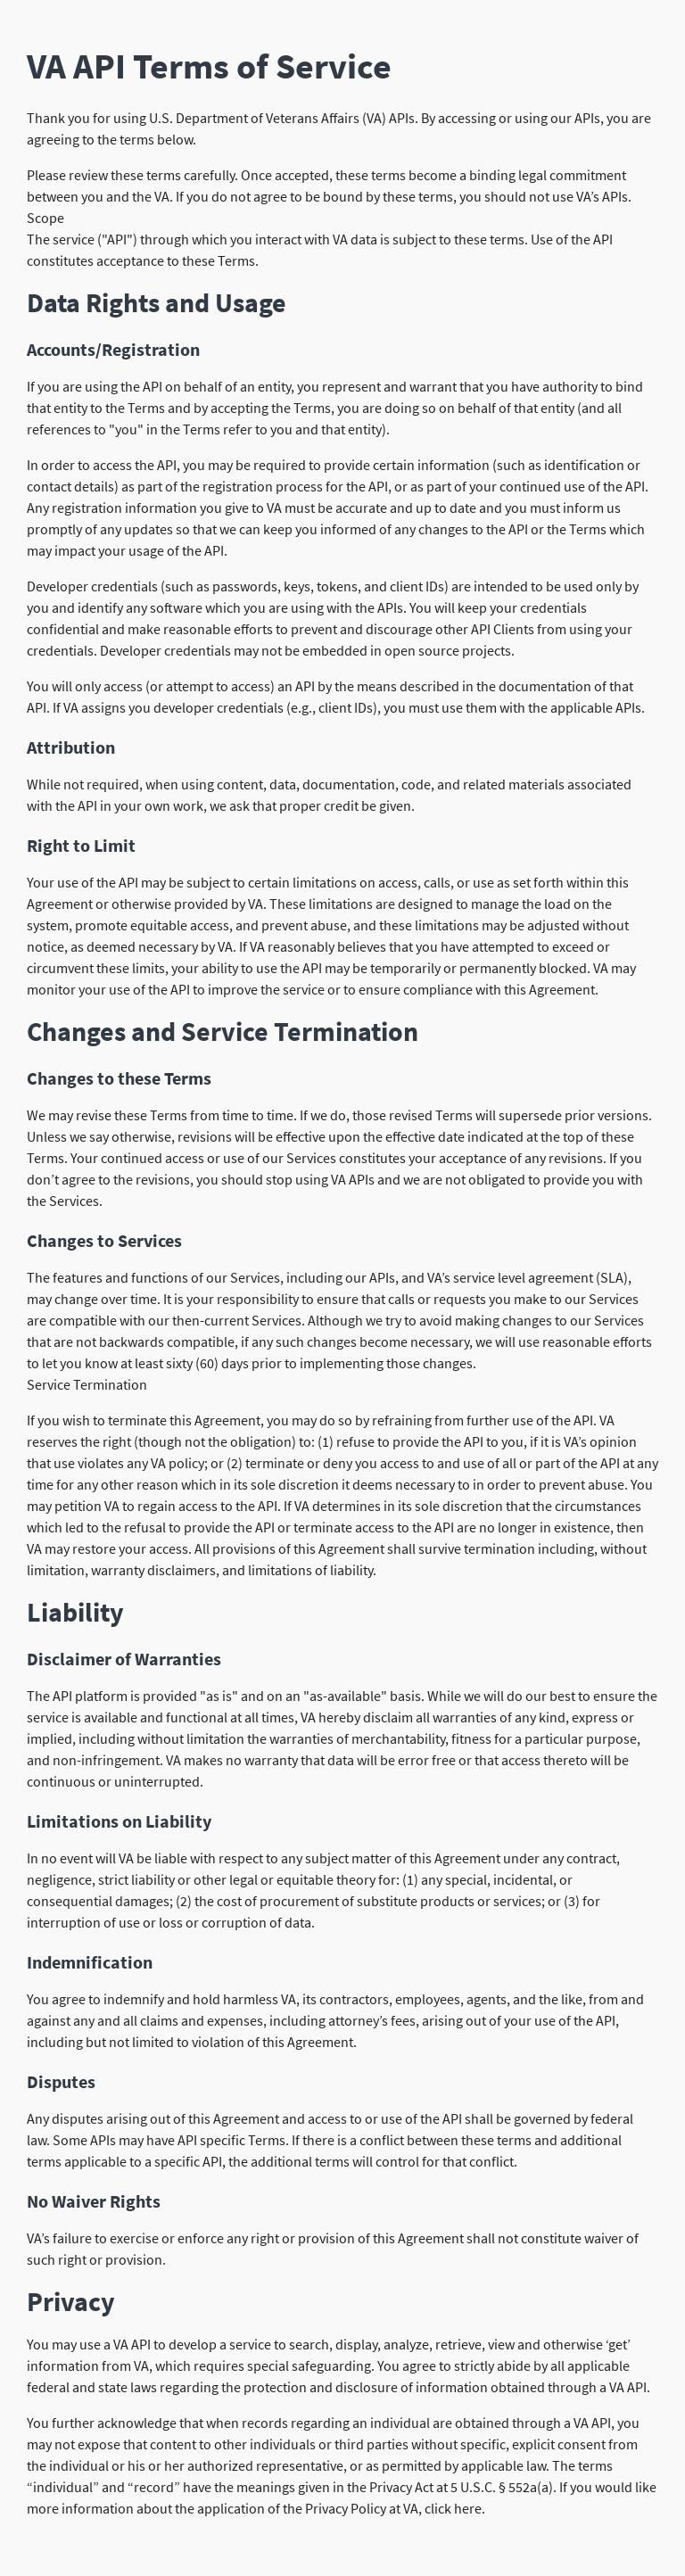 VA API Terms of Service
Thank you for using U.S. Department of Veterans Affairs (VA) APIs. By accessing or using our APIs, you are
agreeing to the terms below.
Please review these terms carefully. Once accepted, these terms become a binding legal commitment
between you and the VA. If you do not agree to be bound by these terms, you should not use VA’s APIs.
Scope
The service ("API") through which you interact with VA data is subject to these terms. Use of the API
constitutes acceptance to these Terms.
Data Rights and Usage
Accounts/Registration
If you are using the API on behalf of an entity, you represent and warrant that you have authority to bind
that entity to the Terms and by accepting the Terms, you are doing so on behalf of that entity (and all
references to "you" in the Terms refer to you and that entity).
In order to access the API, you may be required to provide certain information (such as identification or
contact details) as part of the registration process for the API, or as part of your continued use of the API.
Any registration information you give to VA must be accurate and up to date and you must inform us
promptly of any updates so that we can keep you informed of any changes to the API or the Terms which
may impact your usage of the API.
Developer credentials (such as passwords, keys, tokens, and client IDs) are intended to be used only by
you and identify any software which you are using with the APIs. You will keep your credentials
confidential and make reasonable efforts to prevent and discourage other API Clients from using your
credentials. Developer credentials may not be embedded in open source projects.
You will only access (or attempt to access) an API by the means described in the documentation of that
API. If VA assigns you developer credentials (e.g., client IDs), you must use them with the applicable APIs.
Attribution
While not required, when using content, data, documentation, code, and related materials associated
with the API in your own work, we ask that proper credit be given.
Right to Limit
Your use of the API may be subject to certain limitations on access, calls, or use as set forth within this
Agreement or otherwise provided by VA. These limitations are designed to manage the load on the
system, promote equitable access, and prevent abuse, and these limitations may be adjusted without
notice, as deemed necessary by VA. If VA reasonably believes that you have attempted to exceed or
circumvent these limits, your ability to use the API may be temporarily or permanently blocked. VA may
monitor your use of the API to improve the service or to ensure compliance with this Agreement.
Changes and Service Termination
Changes to these Terms
We may revise these Terms from time to time. If we do, those revised Terms will supersede prior versions.
Unless we say otherwise, revisions will be effective upon the effective date indicated at the top of these
Terms. Your continued access or use of our Services constitutes your acceptance of any revisions. If you
don’t agree to the revisions, you should stop using VA APIs and we are not obligated to provide you with
the Services.
Changes to Services
The features and functions of our Services, including our APIs, and VA’s service level agreement (SLA),
may change over time. It is your responsibility to ensure that calls or requests you make to our Services
are compatible with our then-current Services. Although we try to avoid making changes to our Services
that are not backwards compatible, if any such changes become necessary, we will use reasonable efforts
to let you know at least sixty (60) days prior to implementing those changes.
Service Termination
If you wish to terminate this Agreement, you may do so by refraining from further use of the API. VA
reserves the right (though not the obligation) to: (1) refuse to provide the API to you, if it is VA’s opinion
that use violates any VA policy; or (2) terminate or deny you access to and use of all or part of the API at any
time for any other reason which in its sole discretion it deems necessary to in order to prevent abuse. You
may petition VA to regain access to the API. If VA determines in its sole discretion that the circumstances
which led to the refusal to provide the API or terminate access to the API are no longer in existence, then
VA may restore your access. All provisions of this Agreement shall survive termination including, without
limitation, warranty disclaimers, and limitations of liability.
Liability
Disclaimer of Warranties
The API platform is provided "as is" and on an "as-available" basis. While we will do our best to ensure the
service is available and functional at all times, VA hereby disclaim all warranties of any kind, express or
implied, including without limitation the warranties of merchantability, fitness for a particular purpose,
and non-infringement. VA makes no warranty that data will be error free or that access thereto will be
continuous or uninterrupted.
Limitations on Liability
In no event will VA be liable with respect to any subject matter of this Agreement under any contract,
negligence, strict liability or other legal or equitable theory for: (1) any special, incidental, or
consequential damages; (2) the cost of procurement of substitute products or services; or (3) for
interruption of use or loss or corruption of data.
Indemnification
You agree to indemnify and hold harmless VA, its contractors, employees, agents, and the like, from and
against any and all claims and expenses, including attorney’s fees, arising out of your use of the API,
including but not limited to violation of this Agreement.
Disputes
Any disputes arising out of this Agreement and access to or use of the API shall be governed by federal
law. Some APIs may have API specific Terms. If there is a conflict between these terms and additional
terms applicable to a specific API, the additional terms will control for that conflict.
No Waiver Rights
VA’s failure to exercise or enforce any right or provision of this Agreement shall not constitute waiver of
such right or provision.
Privacy
You may use a VA API to develop a service to search, display, analyze, retrieve, view and otherwise ‘get’
information from VA, which requires special safeguarding. You agree to strictly abide by all applicable
federal and state laws regarding the protection and disclosure of information obtained through a VA API.
You further acknowledge that when records regarding an individual are obtained through a VA API, you
may not expose that content to other individuals or third parties without specific, explicit consent from
the individual or his or her authorized representative, or as permitted by applicable law. The terms
“individual” and “record” have the meanings given in the Privacy Act at 5 U.S.C. § 552a(a). If you would like
more information about the application of the Privacy Policy at VA, click here.